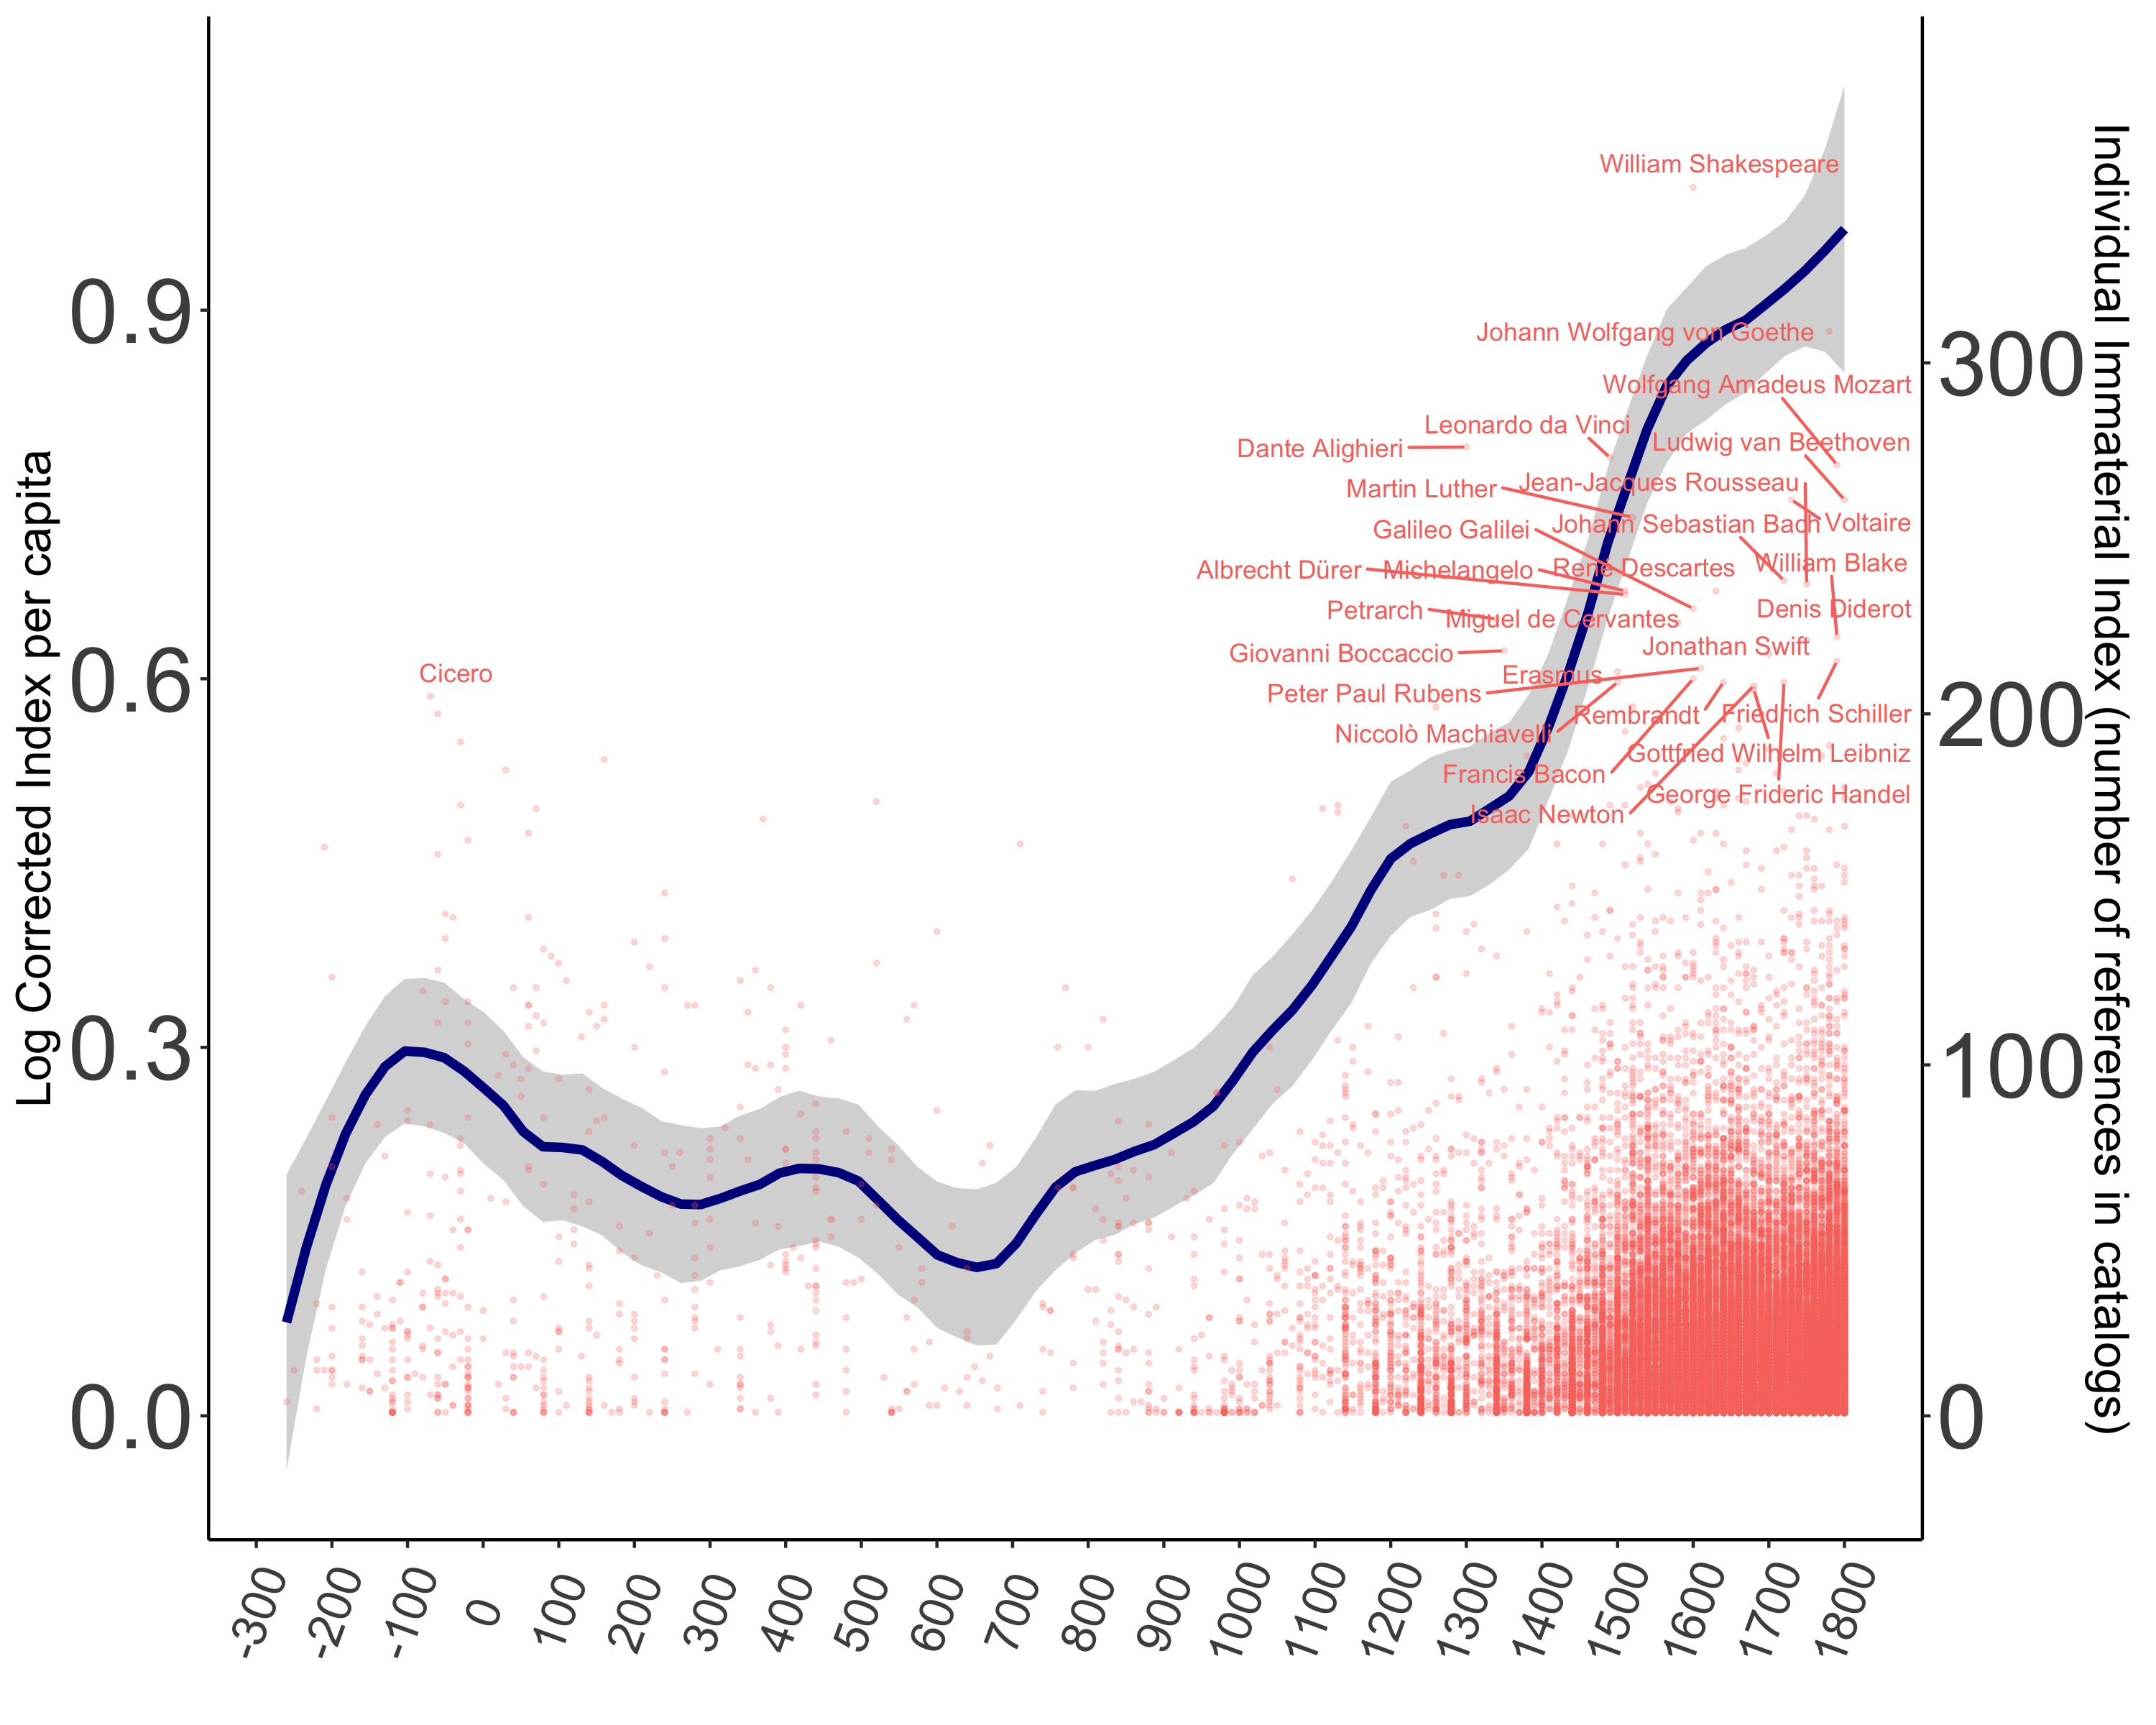 Log Corrected Index per capita
0.9
0.6
0.3
0.0
William Shakespeare
Johann Wolfgang von Goethe
Wolfgang Amadeus Mozart
Leonardo da Vinci
Dante Alighieri
Ludwig van Beethoven
Martin Luther
Jean-Jacques Rousseau
Galileo Galilei
Johann Sebastian Bach
Voltaire
Albrecht Dürer
Michelangelo
René Descartes
William Blake
Petrarch
Miguel de Cervantes
Denis Diderot
Giovanni Boccaccio
Jonathan Swift
Cicero
Erasmus
Peter Paul Rubens
Rembrandt
Friedrich Schiller
Niccolò Machiavelli
Gottfried Wilhelm Leibniz
Francis Bacon
George Frideric Handel
Isaac Newton
300
200
100
0
Individual Immaterial Index (number of references in catalogs)
-300
-200
-100
0
100
200
300
400
500
600
700
800
900
1000
1100
1200
1300
1400
1500
1600
1700
1800